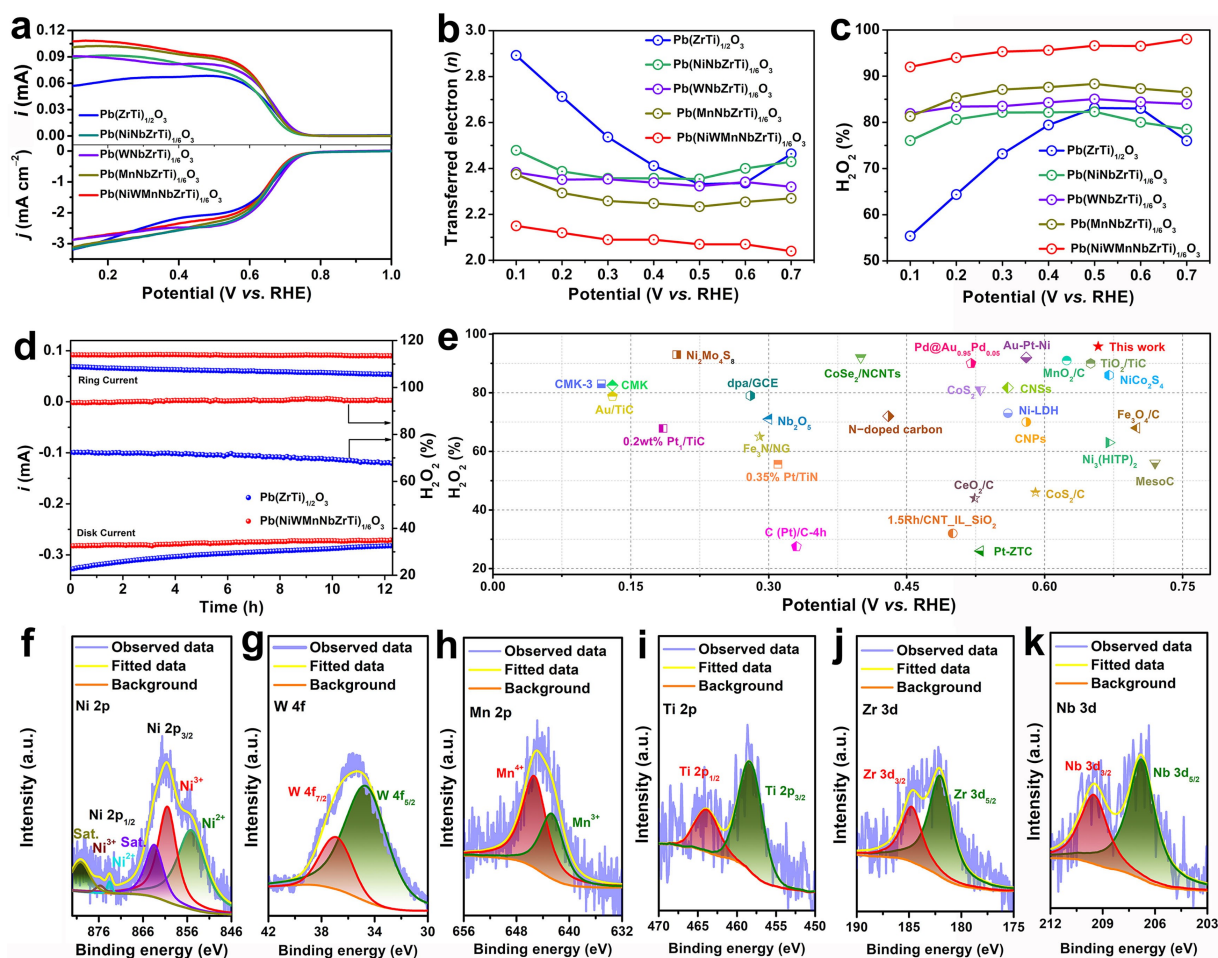 a
i (mA)
0.12
0.09
0.06
0.03
0.00
Pb(ZrTi)1/2O3
Pb(NiNbZrTi)1/6O3
Pb(WNbZrTi)1/6O3
Pb(MnNbZrTi)1/6O3
Pb(NiWMnNbZrTi)1/6O3
j (mA cm−2)
0
-1
-2
-3
0.2 0.4 0.6 0.8 1.0
Potential (V vs. RHE)
b
Transferred electron (n)
3.0
2.8
2.6
2.4
2.2
2.0
Pb(ZrTi)1/2O3
Pb(NiNbZrTi)1/6O3
Pb(WNbZrTi)1/6O3
Pb(MnNbZrTi)1/6O3
Pb(NiWMnNbZrTi)1/6O3
0.1 0.2 0.3 0.4 0.5 0.6 0.7
Potential (V vs. RHE)
c
H2O2 (%)
100
90
80
70
60
50
Pb(ZrTi)1/2O3
Pb(NiNbZrTi)1/6O3
Pb(WNbZrTi)1/6O3
Pb(MnNbZrTi)1/6O3
Pb(NiWMnNbZrTi)1/6O3
0.1 0.2 0.3 0.4 0.5 0.6 0.7
Potential (V vs. RHE)
d
i (mA)
0.1
0.0
-0.1
-0.2
-0.3
Ring Current
Pb(ZrTi)1/2O3
Pb(NiWMnNbZrTi)1/6O3
Disk Current
120
100
80
60
40
20
H2O2 (%)
0 2 4 6 8 10 12
Time (h)
e
H2O2 (%)
100
90
80
70
60
50
40
30
20
Ni2Mo4S8
CoSe2/NCNTs
Pd@Au0.95Pd0.05
Au-Pt-Ni
This work
MnO2/C
TiO2/TiC
NiCo2S4
CMK-3
CMK
Au/TiC
dpa/GCE
CoS2
CNSs
Nb2O5
Ni-LDH
0.2wt% Pt1/TiC
N−doped carbon
CNPs
Fe3O4/C
Fe3N/NG
Ni3(HITP)2
0.35% Pt/TiN
MesoC
CeO2/C
CoS2/C
1.5Rh/CNT_IL_SiO2
C (Pt)/C-4h
Pt-ZTC
0.00 0.15 0.30 0.45 0.60 0.75
Potential (V vs. RHE)
f
Observed data
Fitted data
Background
Ni 2p
Ni 2p3/2
Ni3+
Ni 2p1/2
Ni2+
Sat.
Sat.
Ni3+
Ni2+
Intensity (a.u.)
876 866 856 846
Binding energy (eV)
g
Observed data
Fitted data
Background
W 4f
W 4f7/2
W 4f5/2
Intensity (a.u.)
42 38 34 30
Binding energy (eV)
h
Observed data
Fitted data
Background
Mn 2p
Mn4+
Mn3+
Intensity (a.u.)
656 648 640 632
Binding energy (eV)
i
Observed data
Fitted data
Background
Ti 2p
Ti 2p1/2
Ti 2p3/2
Intensity (a.u.)
470 465 460 455 450
Binding energy (eV)
j
Observed data
Fitted data
Background
Zr 3d
Zr 3d3/2
Zr 3d5/2
Intensity (a.u.)
190 185 180 175
Binding energy (eV)
k
Observed data
Fitted data
Background
Nb 3d
Nb 3d3/2
Nb 3d5/2
Intensity (a.u.)
212 209 206 203
Binding energy (eV)